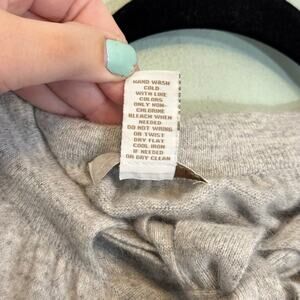 HAND WASH
COLD
WITH LIKE
COLORS
ONLY NON-
CHLORINE
BLEACH WHEN
NEEDED
DO NOT WRING
OR TWIST
DRY FLAT
COOL IRON
IF NEEDED
OR DRY CLEAN